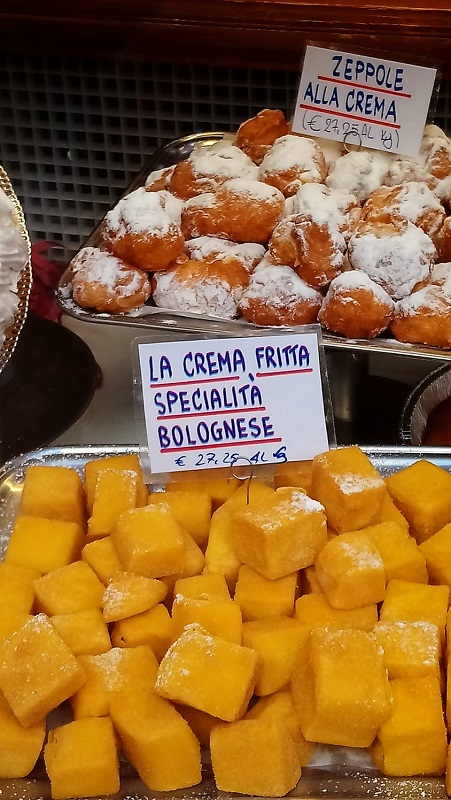 ZEPPOLE
ALLA CREMA
(€ 27,25 AL Kg)
LA CREMA FRITTA
SPECIALITÀ
BOLOGNESE
€ 27,25 AL Kg